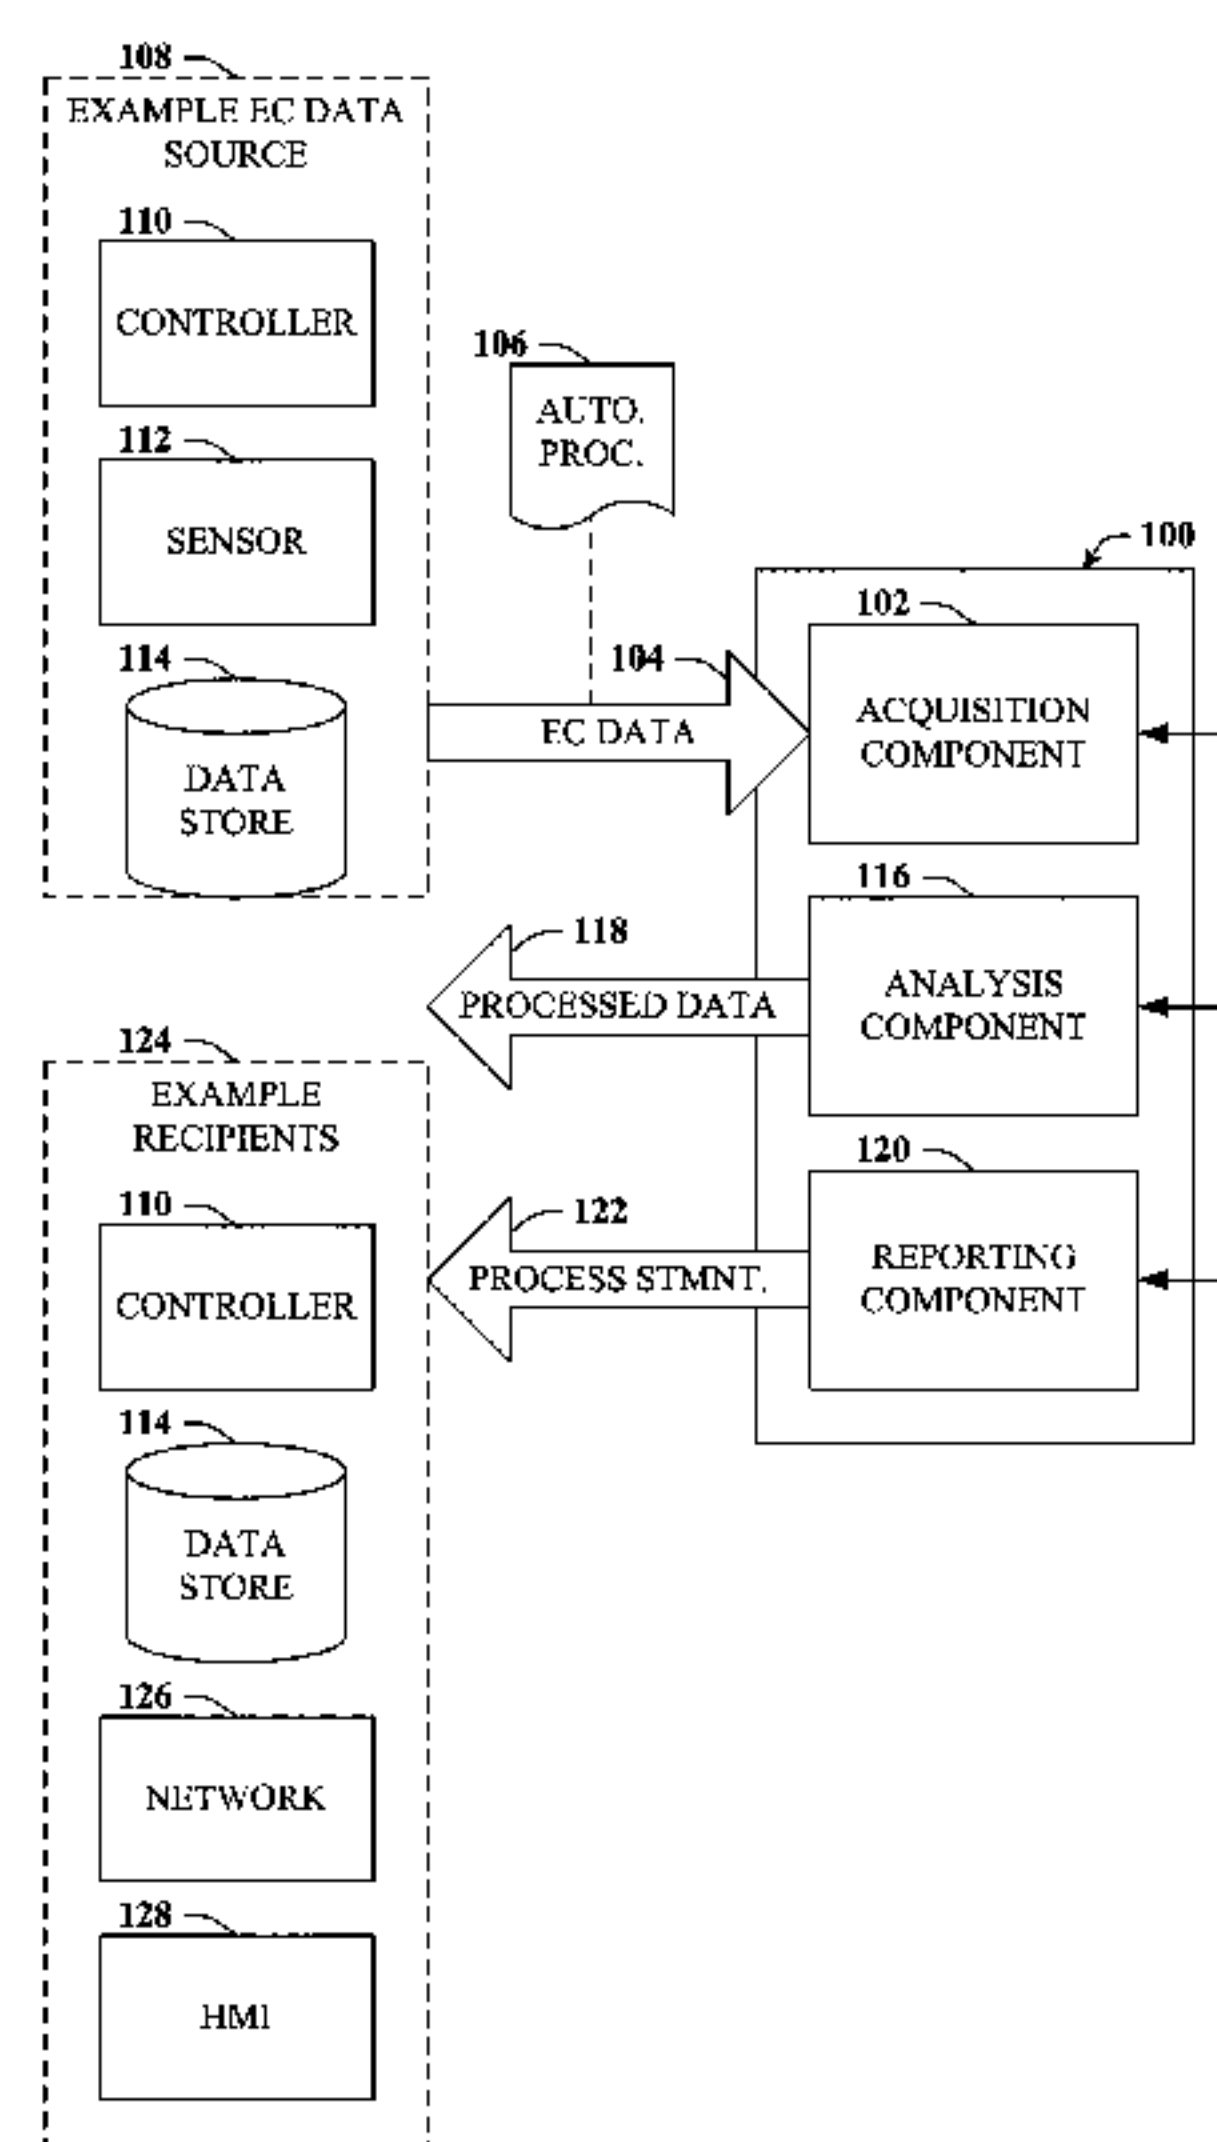 108
EXAMPLE EC DATA
SOURCE
110
CONTROLLER
112
SENSOR
114
DATA
STORE
106
AUTO.
PROC.
104
EC DATA
100
102
ACQUISITION
COMPONENT
116
ANALYSIS
COMPONENT
118
PROCESSED DATA
120
REPORTING
COMPONENT
122
PROCESS STMNT.
124
EXAMPLE
RECIPIENTS
110
CONTROLLER
114
DATA
STORE
126
NETWORK
128
HMI